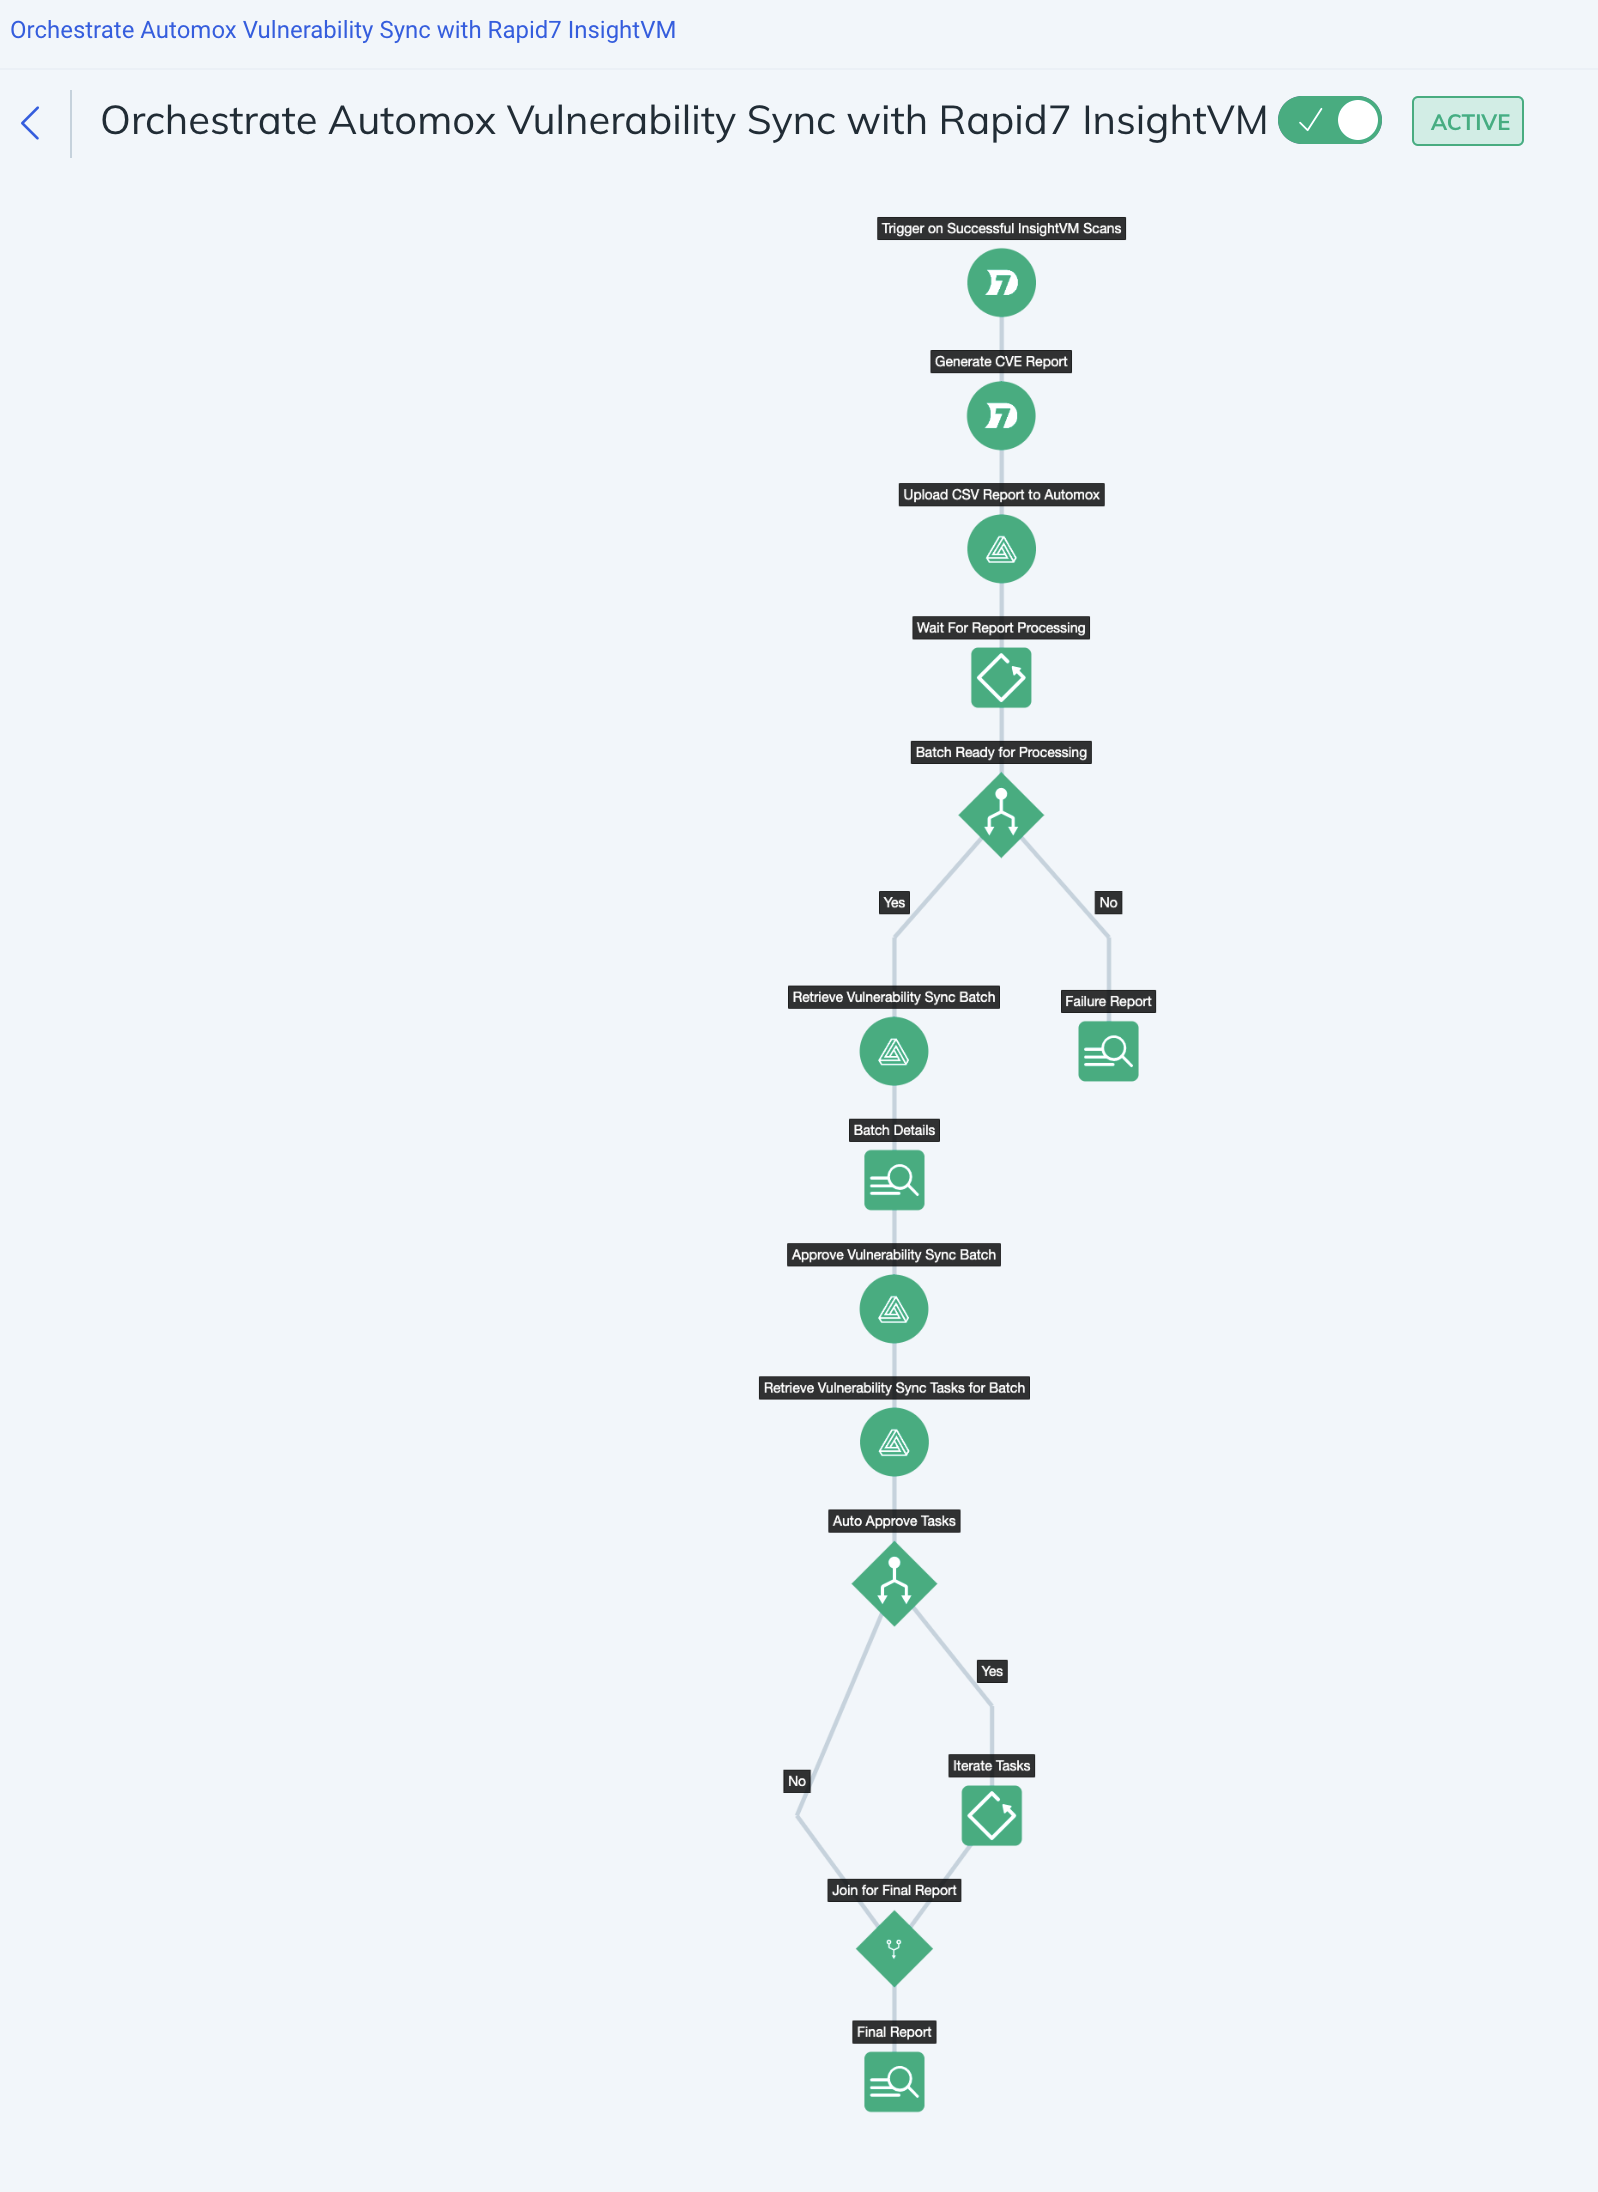 Orchestrate Automox Vulnerability Sync with Rapid7 InsightVM
Orchestrate Automox Vulnerability Sync with Rapid7 InsightVM
ACTIVE
Trigger on Successful InsightVM Scans
Generate CVE Report
Upload CSV Report to Automox
Wait For Report Processing
Batch Ready for Processing
Yes
No
Retrieve Vulnerability Sync Batch
Failure Report
Batch Details
Approve Vulnerability Sync Batch
Retrieve Vulnerability Sync Tasks for Batch
Auto Approve Tasks
Yes
Iterate Tasks
No
Join for Final Report
Final Report